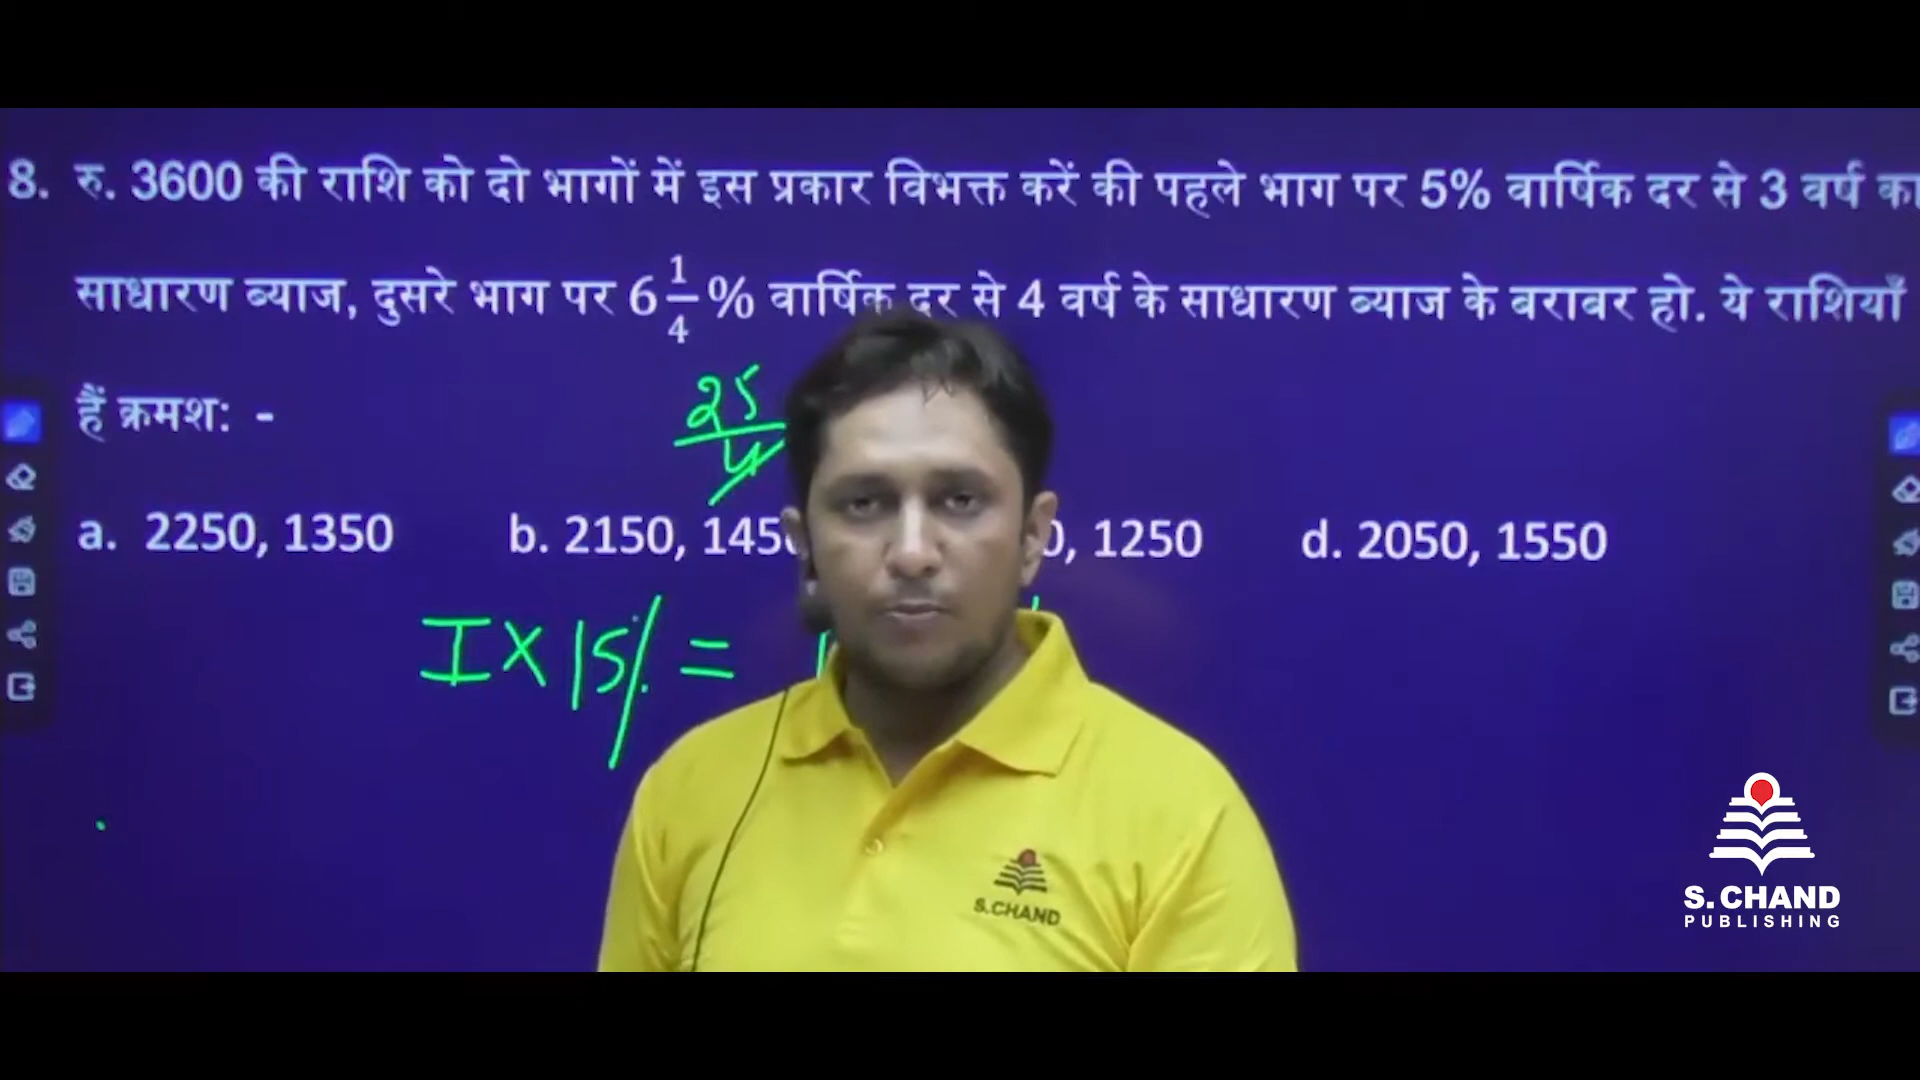 8. रु. 3600 की राशि को दो भागों में इस प्रकार विभक्त करें की पहले भाग पर 5% वार्षिक दर से 3 वर्ष का
साधारण ब्याज, दुसरे भाग पर 6 1/4 % वार्षिक दर से 4 वर्ष के साधारण ब्याज के बराबर हो. ये राशियाँ
हैं क्रमश: -
25/4
a. 2250, 1350 b. 2150, 145 0, 1250 d. 2050, 1550
I X 15% =
S.CHAND
S. CHAND
PUBLISHING